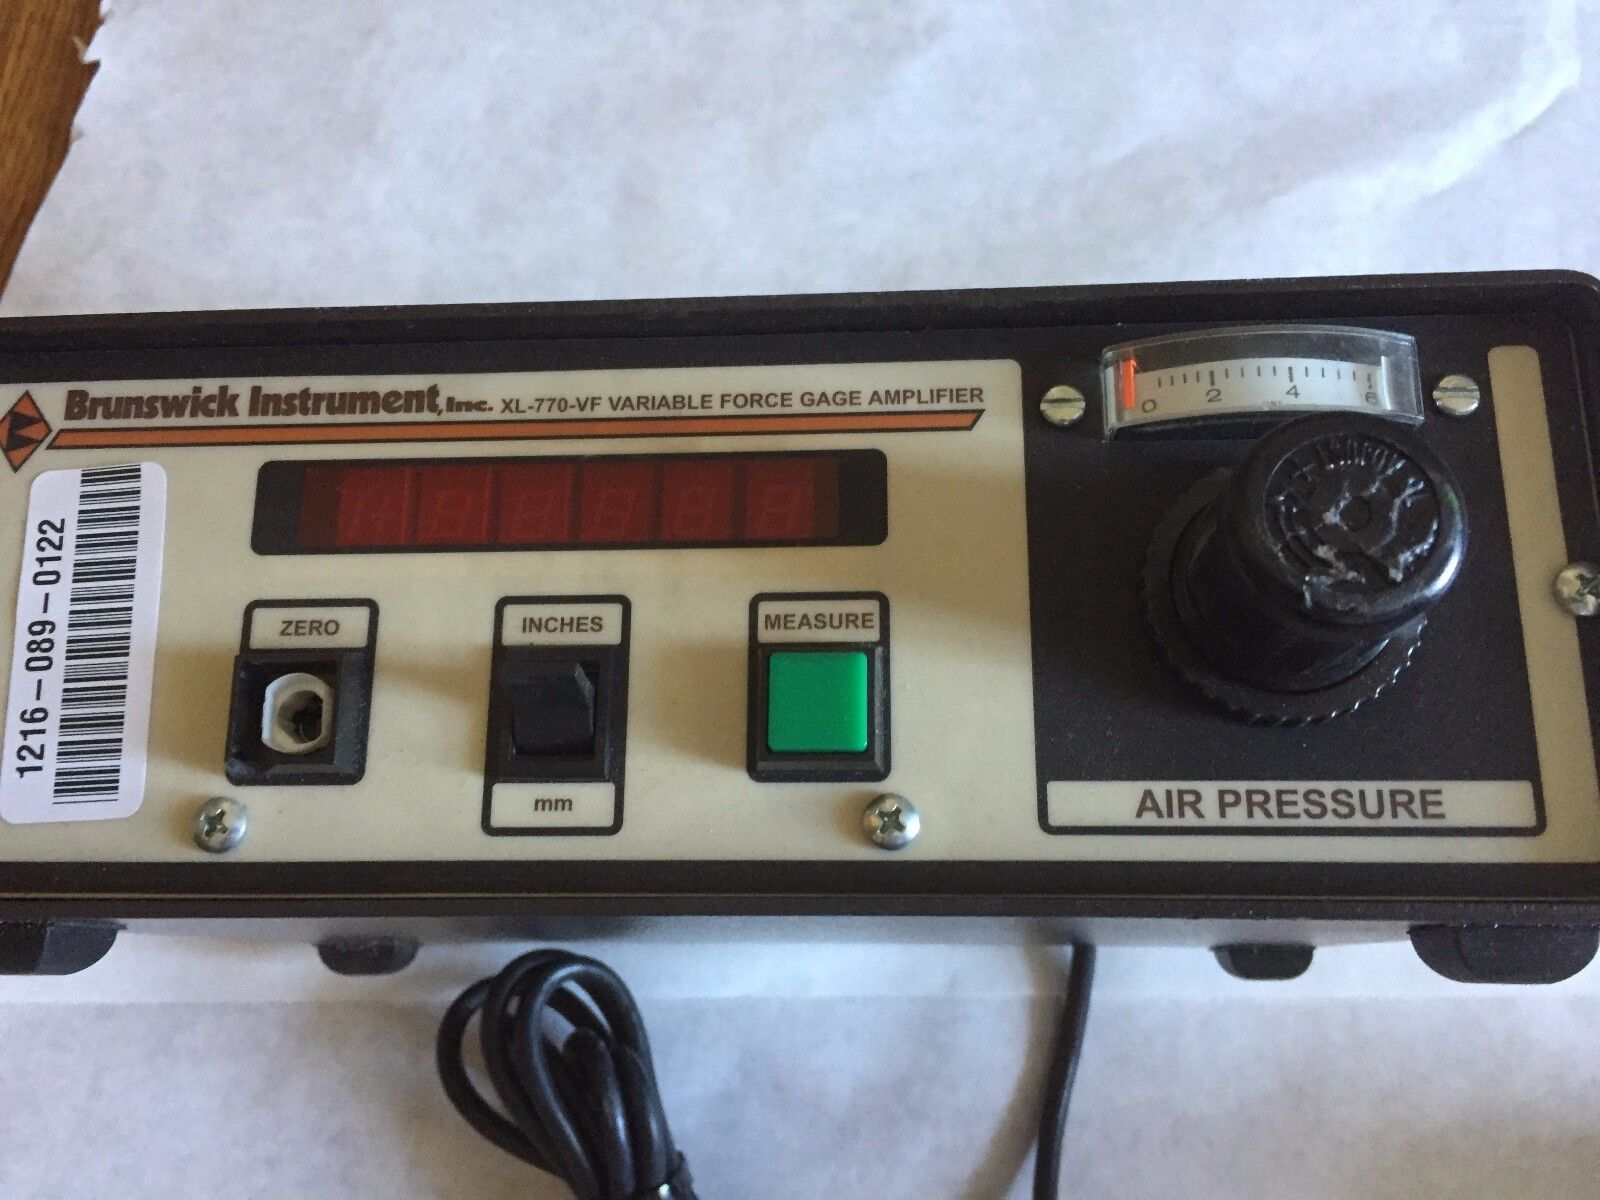 Brunswick Instrument, Inc. XL-770-VF VARIABLE FORCE GAGE AMPLIFIER
0 2 4 6
1216-089-0122
ZERO
INCHES
MEASURE
mm
AIR PRESSURE